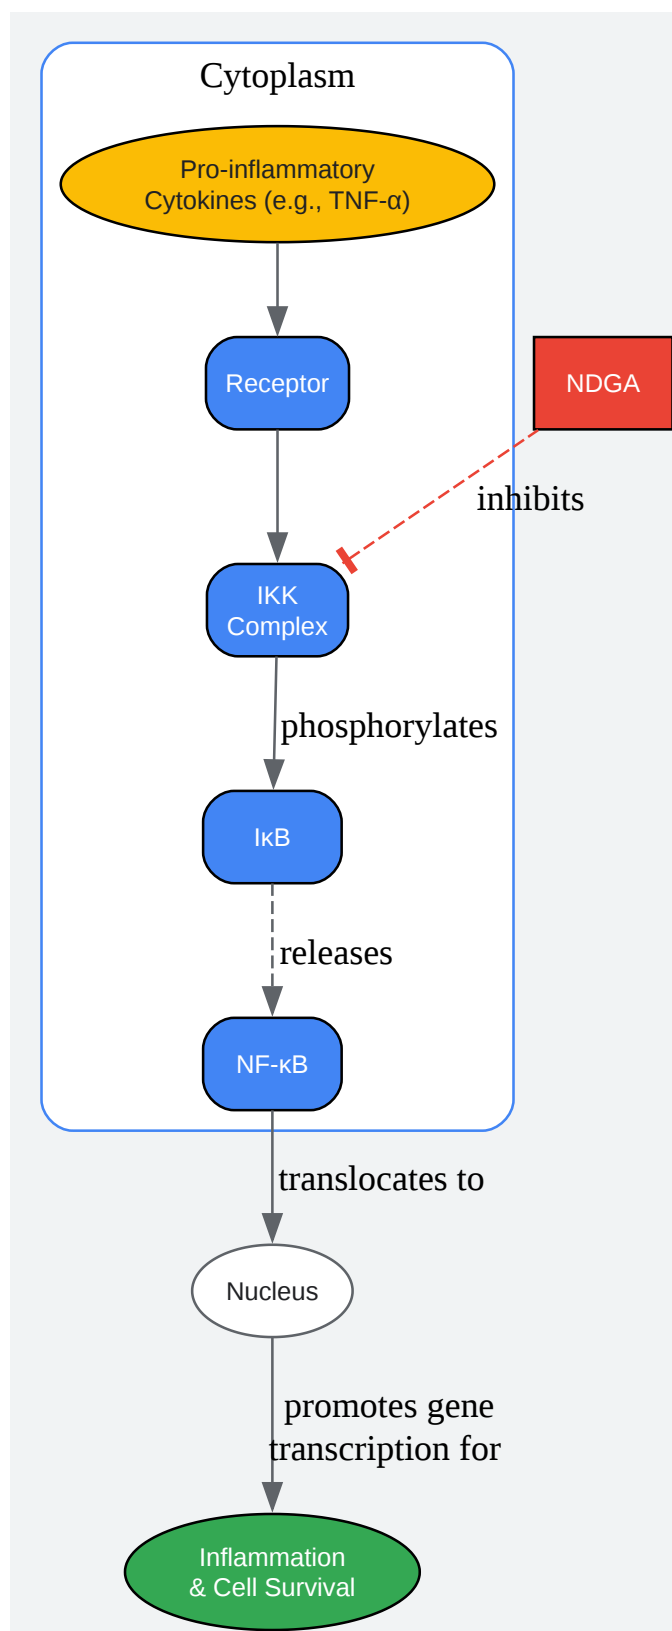 Cytoplasm
Pro-inflammatory
Cytokines (e.g., TNF-α)
Receptor
NDGA
inhibits
IKK
Complex
phosphorylates
IκB
releases
NF-κB
translocates to
Nucleus
promotes gene
transcription for
Inflammation
& Cell Survival